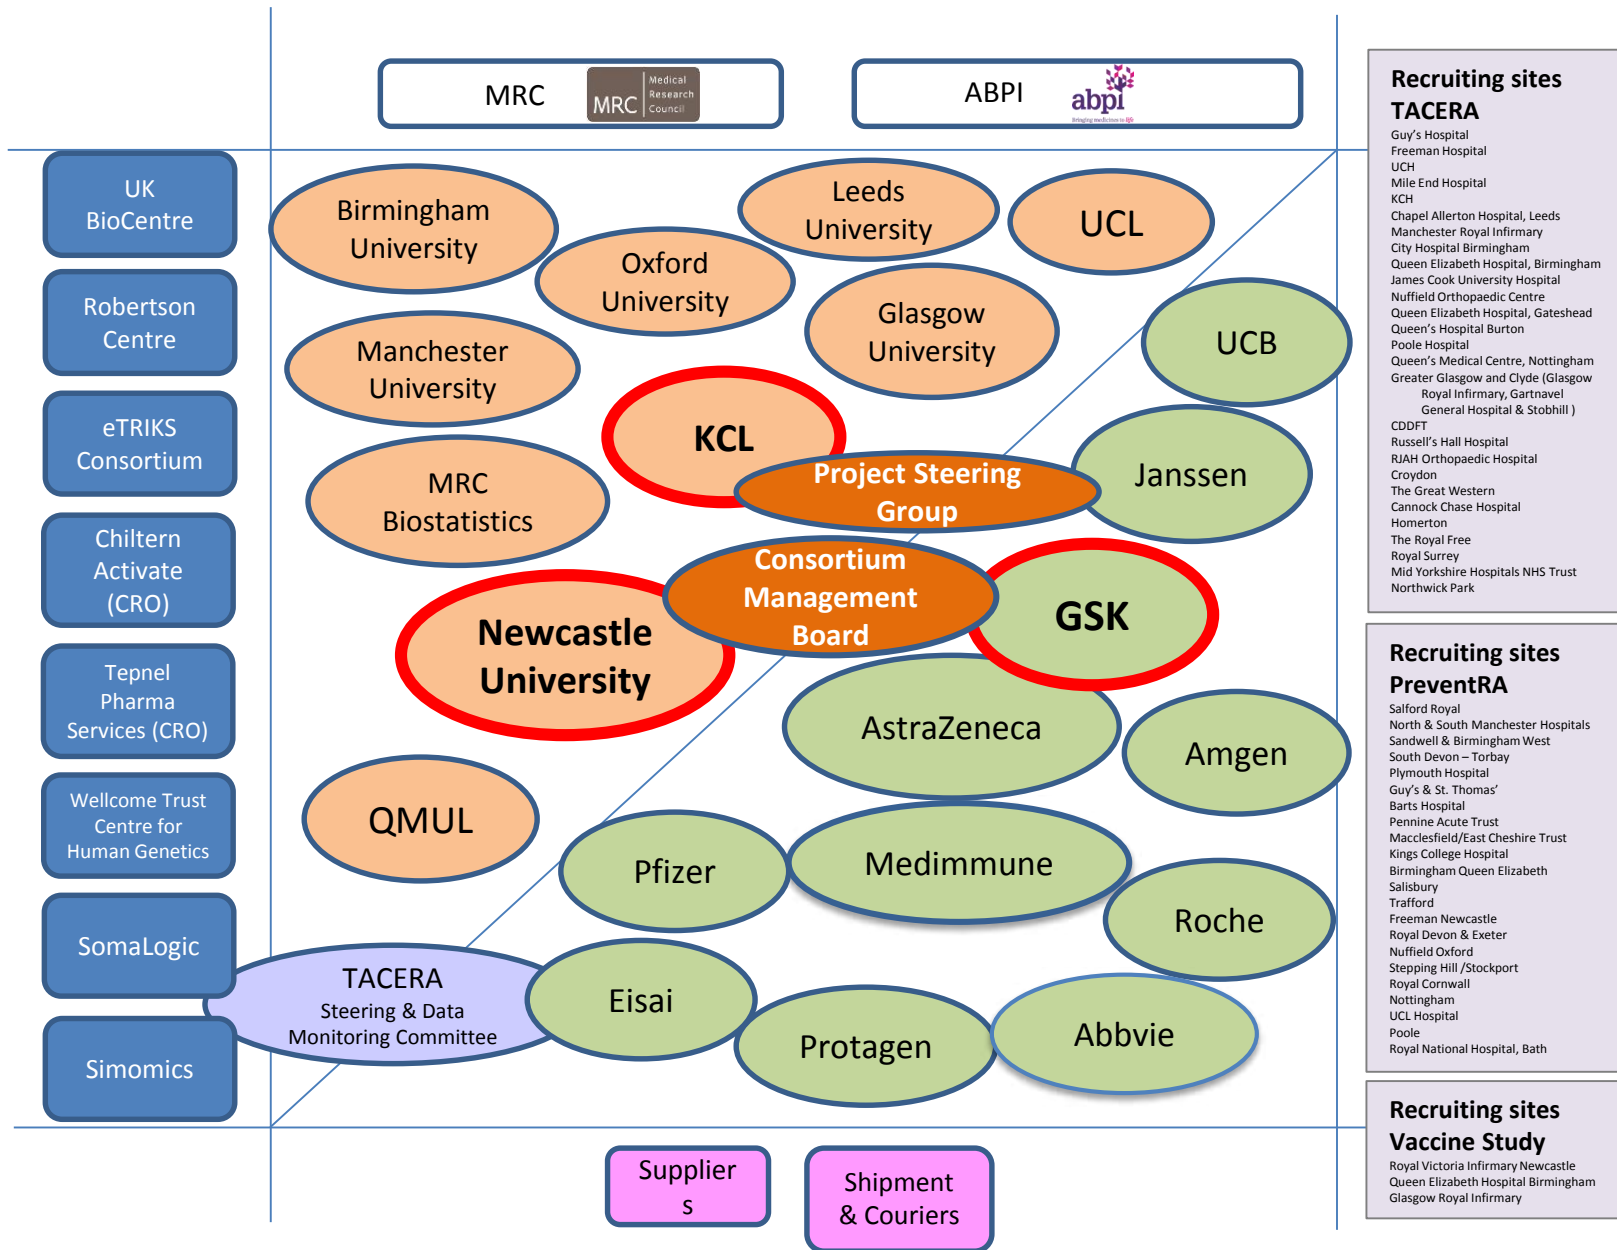 MRC
MRC
Medical
Research
Council
ABPI
abpi
Bringing medicines to life
UK
BioCentre
Robertson
Centre
eTRIKS
Consortium
Chiltern
Activate
(CRO)
Tepnel
Pharma
Services (CRO)
Wellcome Trust
Centre for
Human Genetics
SomaLogic
Simomics
Birmingham
University
Oxford
University
Leeds
University
UCL
Manchester
University
Glasgow
University
UCB
KCL
Project Steering
Group
Janssen
MRC
Biostatistics
Consortium
Management
Board
Newcastle
University
GSK
AstraZeneca
Amgen
QMUL
Pfizer
Medimmune
Roche
TACERA
Steering & Data
Monitoring Committee
Eisai
Protagen
Abbvie
Supplier
s
Shipment
& Couriers
Recruiting sites
TACERA
Guy's Hospital
Freeman Hospital
UCH
Mile End Hospital
KCH
Chapel Allerton Hospital, Leeds
Manchester Royal Infirmary
City Hospital Birmingham
Queen Elizabeth Hospital, Birmingham
James Cook University Hospital
Nuffield Orthopaedic Centre
Queen Elizabeth Hospital, Gateshead
Queen's Hospital Burton
Poole Hospital
Queen's Medical Centre, Nottingham
Greater Glasgow and Clyde (Glasgow
Royal Infirmary, Gartnavel
General Hospital & Stobhill )
CDDFT
Russell's Hall Hospital
RJAH Orthopaedic Hospital
Croydon
The Great Western
Cannock Chase Hospital
Homerton
The Royal Free
Royal Surrey
Mid Yorkshire Hospitals NHS Trust
Northwick Park
Recruiting sites
PreventRA
Salford Royal
North & South Manchester Hospitals
Sandwell & Birmingham West
South Devon – Torbay
Plymouth Hospital
Guy's & St. Thomas'
Barts Hospital
Pennine Acute Trust
Macclesfield/East Cheshire Trust
Kings College Hospital
Birmingham Queen Elizabeth
Salisbury
Trafford
Freeman Newcastle
Royal Devon & Exeter
Nuffield Oxford
Stepping Hill /Stockport
Royal Cornwall
Nottingham
UCL Hospital
Poole
Royal National Hospital, Bath
Recruiting sites
Vaccine Study
Royal Victoria Infirmary Newcastle
Queen Elizabeth Hospital Birmingham
Glasgow Royal Infirmary